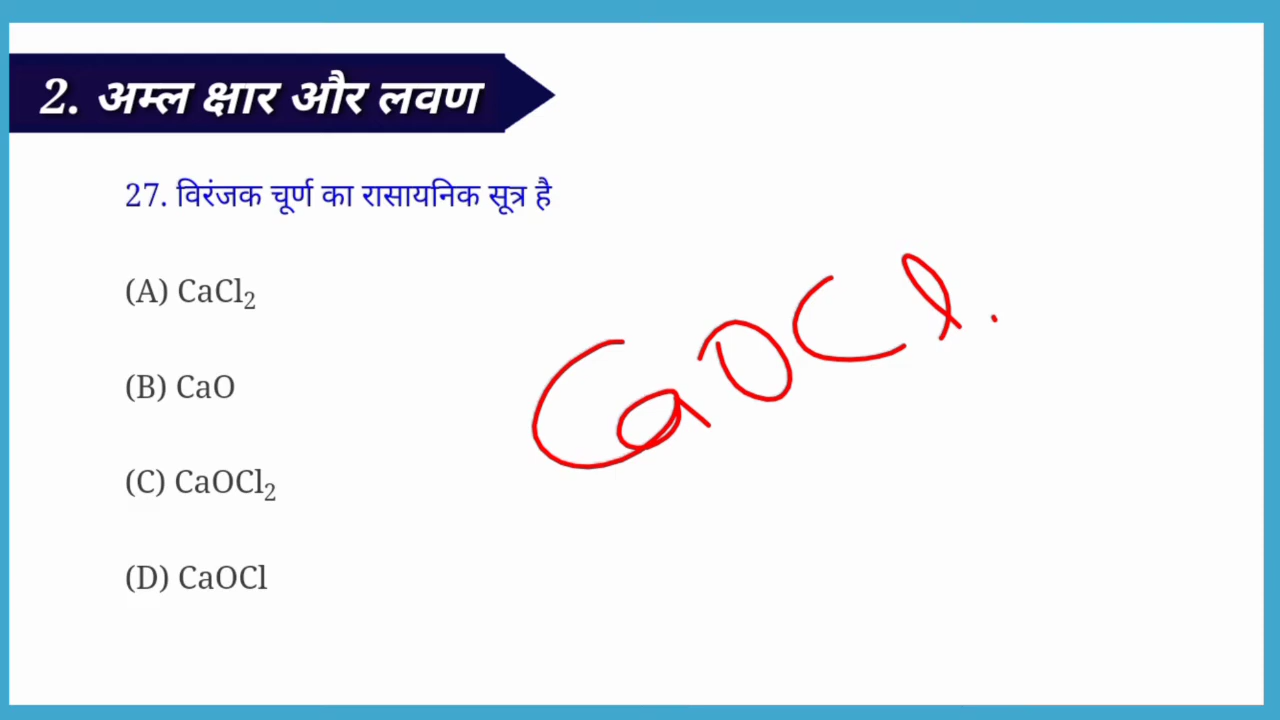 2. अम्ल क्षार और लवण
27. विरंजक चूर्ण का रासायनिक सूत्र है
(A) CaCl₂
(B) CaO
(C) CaOCl₂
(D) CaOCl
CaOCl.